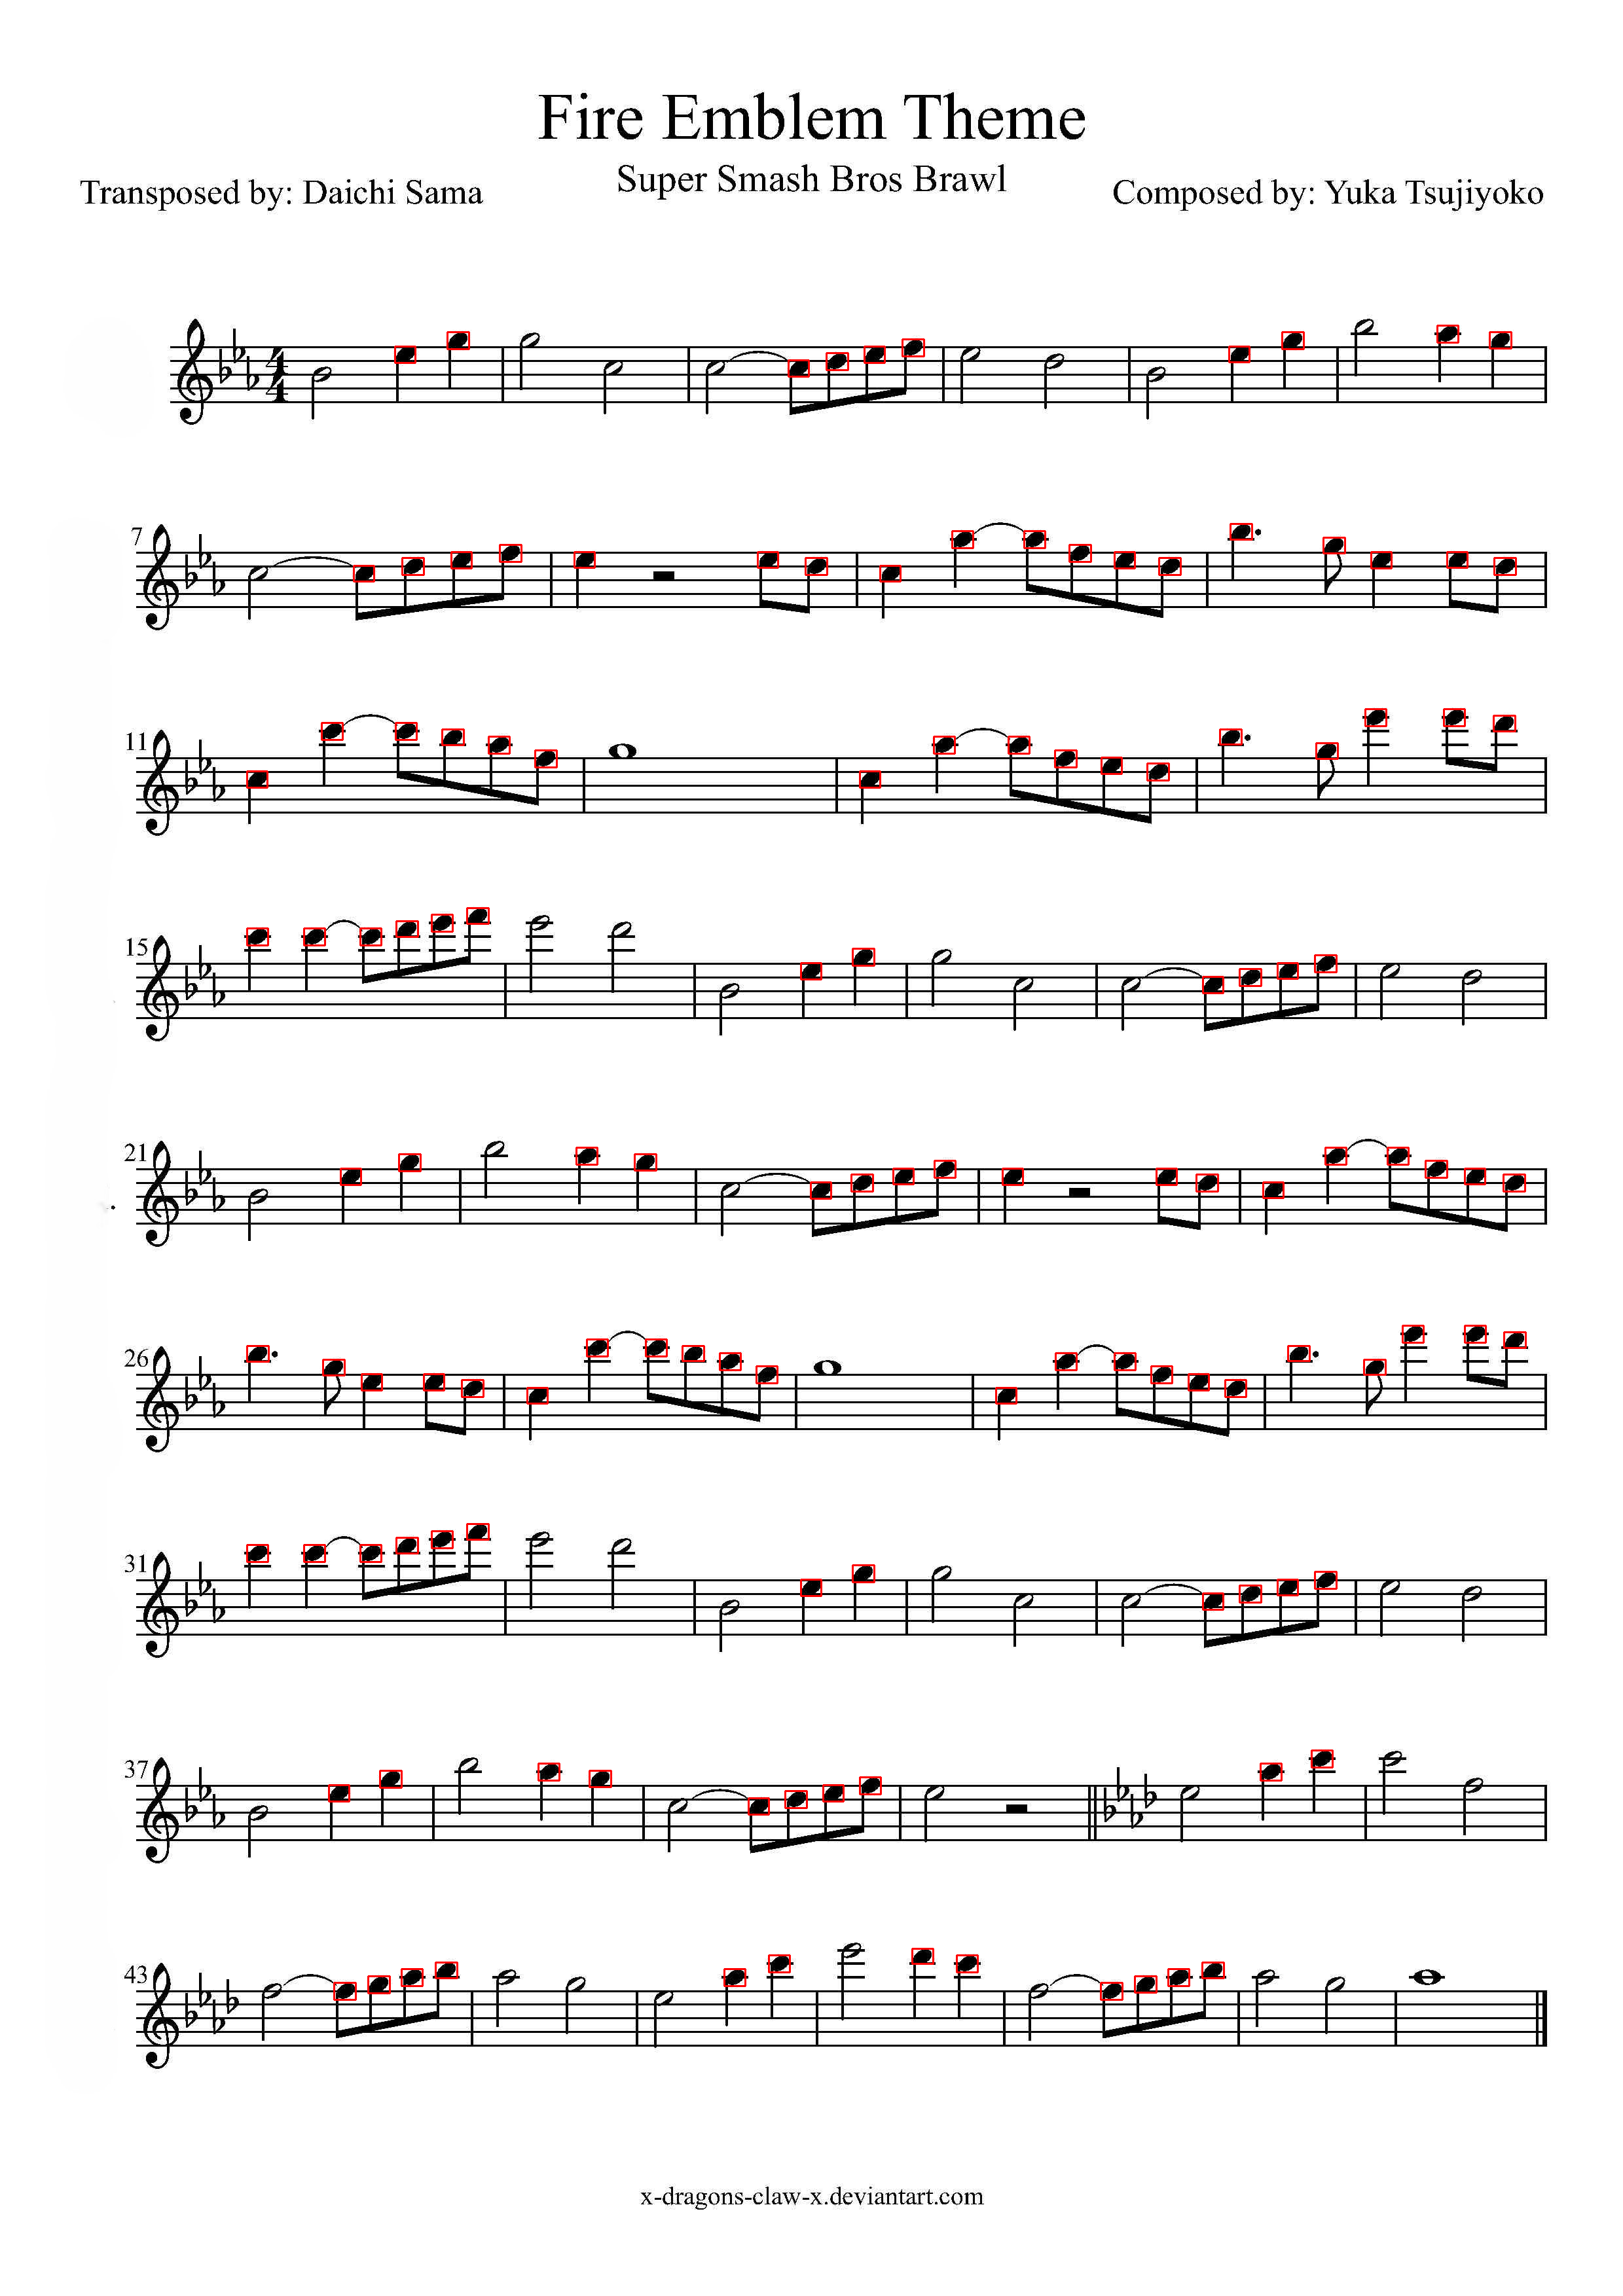 Fire Emblem Theme
Super Smash Bros Brawl
Transposed by: Daichi Sama
Composed by: Yuka Tsujiyoko
4
4
7
11
15
21
26
31
37
43
x-dragons-claw-x.deviantart.com